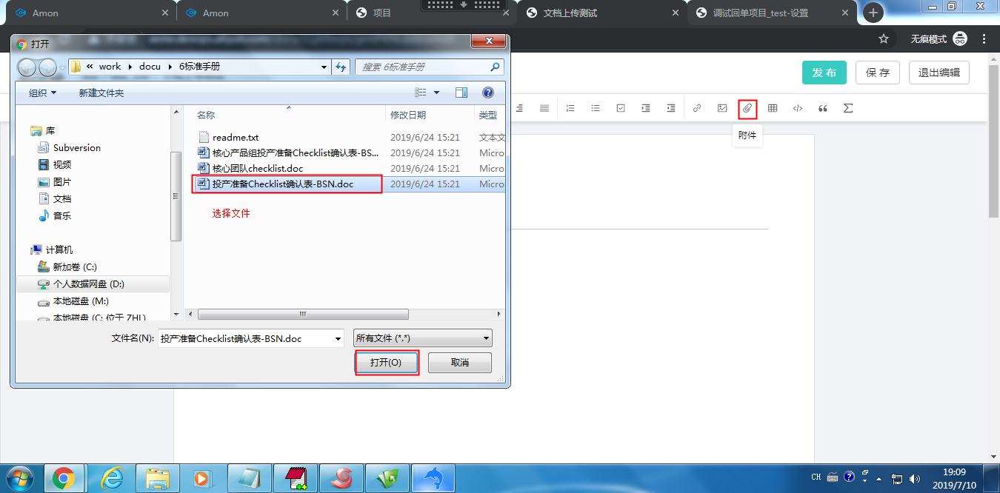 Amon
Amon
项目
文档上传测试
调试回单项目_test-设置
无痕模式
打开
« work docu 6标准手册
搜索 6标准手册
发布
保存
退出编辑
组织
新建文件夹
附件
名称 修改日期 类型
库
Subversion
视频
图片
文档
音乐
计算机
新加卷 (C:)
个人数据网盘 (D:)
本地磁盘 (M:)
本地磁盘 (C: 位于 ZHL)
readme.txt 2019/6/24 15:21 文本文
核心产品组投产准备Checklist确认表-BS... 2019/6/24 15:21 Micro
核心团队checklist.doc 2019/6/24 15:21 Micro
投产准备Checklist确认表-BSN.doc 2019/6/24 15:21 Micro
选择文件
文件名(N): 投产准备Checklist确认表-BSN.doc
所有文件 (*.*)
打开(O)
取消
CH
19:09
2019/7/10